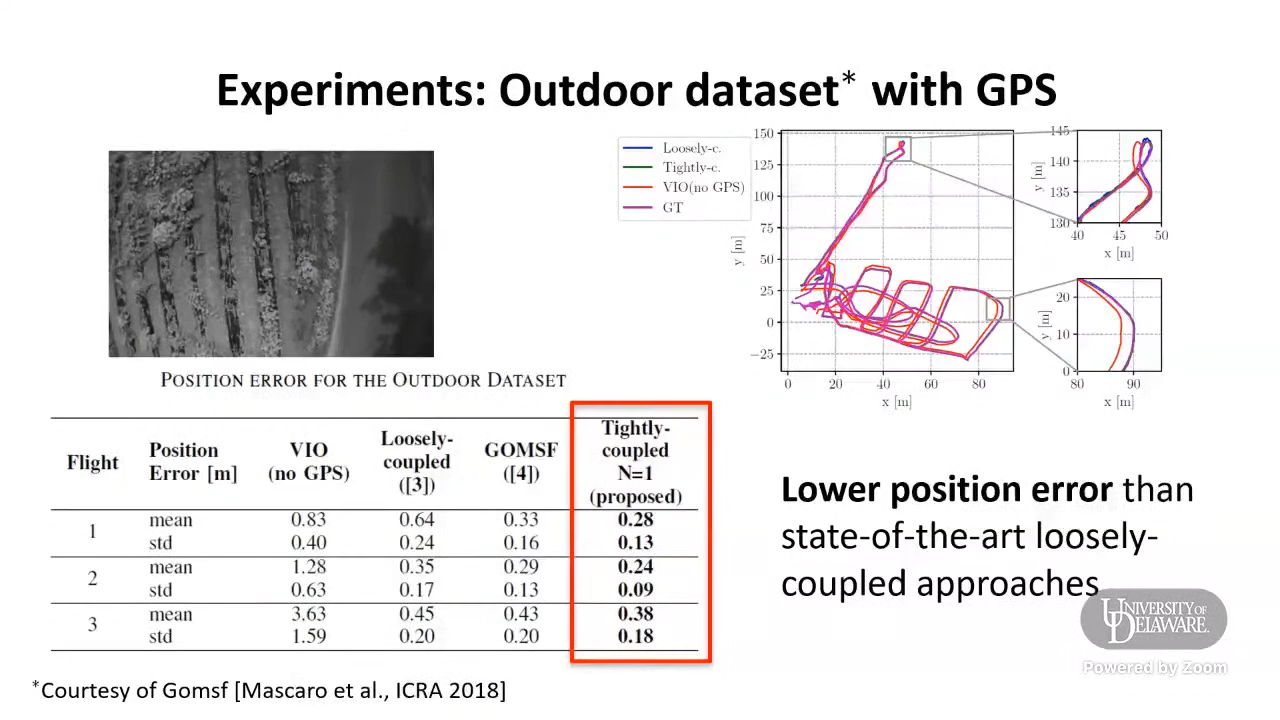 Experiments: Outdoor dataset* with GPS
Loosely-c.
Tightly-c.
VIO(no GPS)
GT
y [m]
150
125
100
75
50
25
0
−25
0 20 40 60 80
x [m]
y [m]
145
140
135
130
40 45 50
x [m]
y [m]
20
10
0
80 90
x [m]
POSITION ERROR FOR THE OUTDOOR DATASET
Flight Position Error [m] VIO (no GPS) Loosely-coupled ([3]) GOMSF ([4]) Tightly-coupled N=1 (proposed)
1 mean 0.83 0.64 0.33 0.28
std 0.40 0.24 0.16 0.13
2 mean 1.28 0.35 0.29 0.24
std 0.63 0.17 0.13 0.09
3 mean 3.63 0.45 0.43 0.38
std 1.59 0.20 0.20 0.18
Lower position error than
state-of-the-art loosely-
coupled approaches
UNIVERSITY OF
DELAWARE.
Powered by Zoom
*Courtesy of Gomsf [Mascaro et al., ICRA 2018]